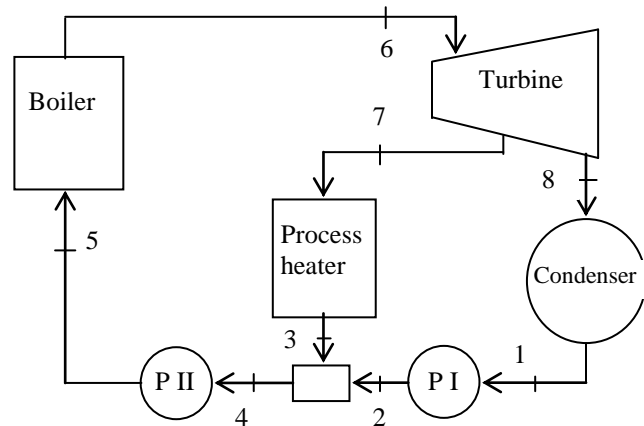 6
Turbine
Boiler
7
8
Process
heater
5
Condenser
3
1
P II
P I
4
2